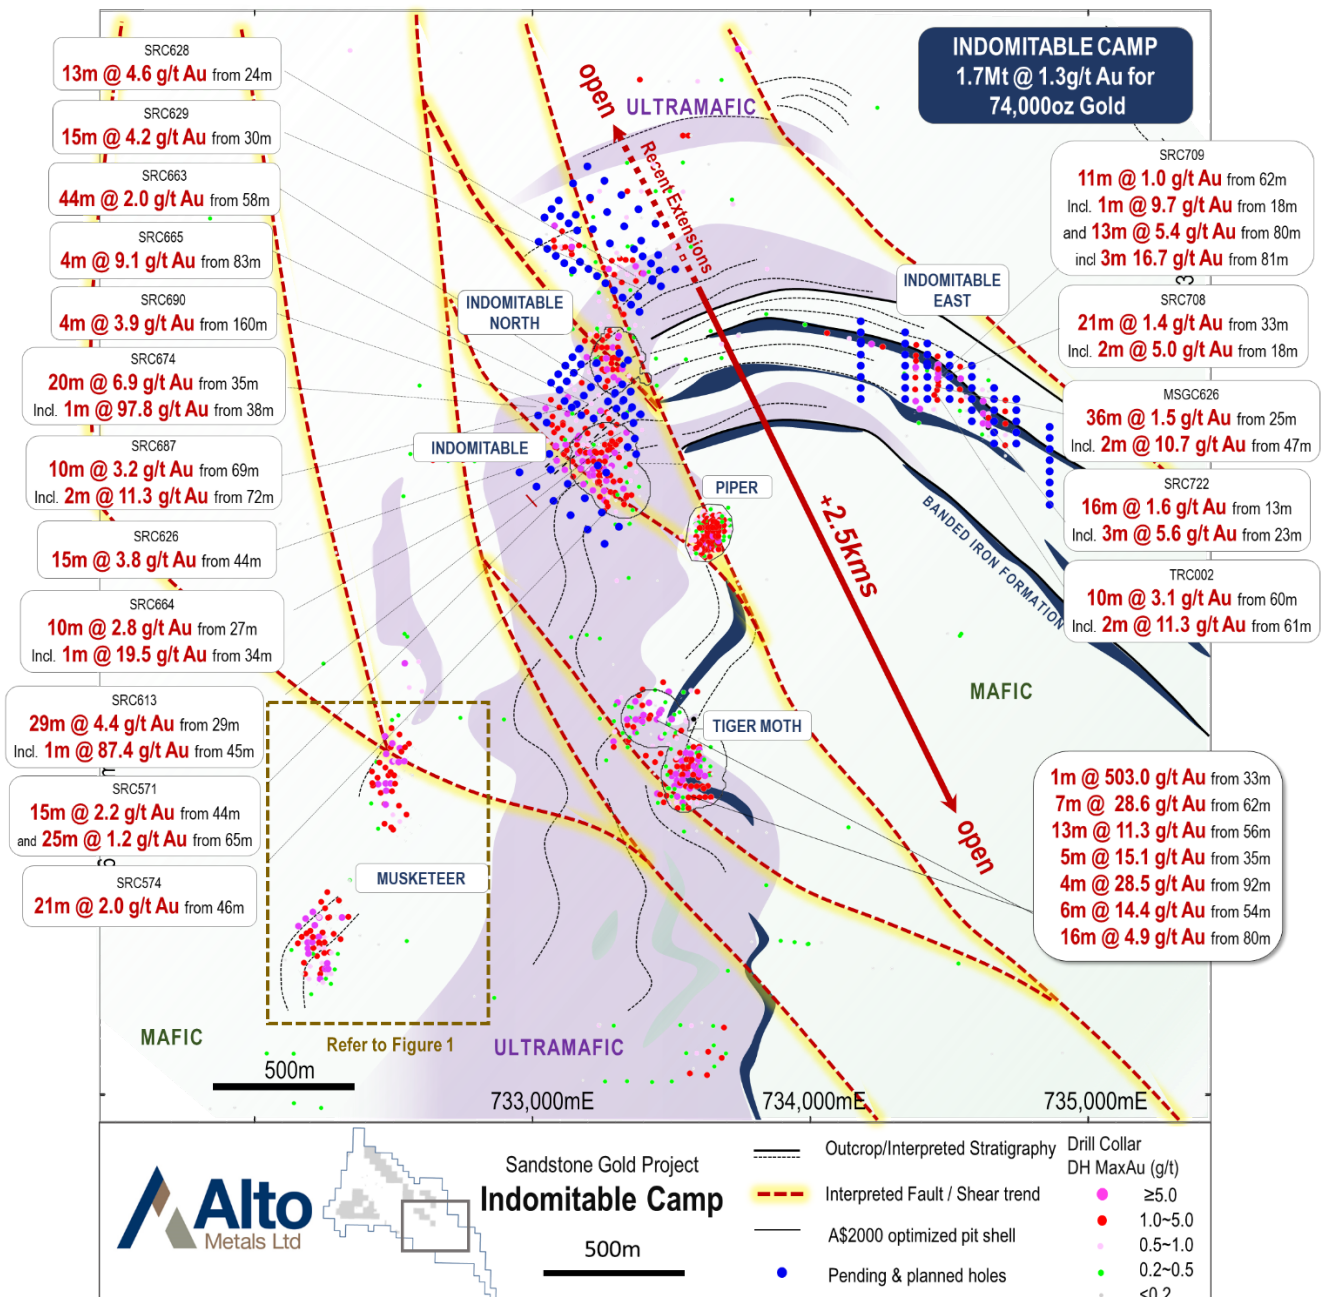 INDOMITABLE CAMP
1.7Mt @ 1.3g/t Au for
74,000oz Gold
SRC628
13m @ 4.6 g/t Au from 24m
SRC629
15m @ 4.2 g/t Au from 30m
SRC663
44m @ 2.0 g/t Au from 58m
SRC665
4m @ 9.1 g/t Au from 83m
SRC690
4m @ 3.9 g/t Au from 160m
SRC674
20m @ 6.9 g/t Au from 35m
Incl. 1m @ 97.8 g/t Au from 38m
SRC687
10m @ 3.2 g/t Au from 69m
Incl. 2m @ 11.3 g/t Au from 72m
SRC626
15m @ 3.8 g/t Au from 44m
SRC664
10m @ 2.8 g/t Au from 27m
Incl. 1m @ 19.5 g/t Au from 34m
SRC613
29m @ 4.4 g/t Au from 29m
Incl. 1m @ 87.4 g/t Au from 45m
SRC571
15m @ 2.2 g/t Au from 44m
and 25m @ 1.2 g/t Au from 65m
SRC574
21m @ 2.0 g/t Au from 46m
open
ULTRAMAFIC
Recent Extensions
INDOMITABLE
NORTH
INDOMITABLE
EAST
INDOMITABLE
PIPER
+2.5kms
BANDED IRON FORMATION
MAFIC
TIGER MOTH
open
MUSKETEER
Refer to Figure 1
MAFIC
ULTRAMAFIC
500m
733,000mE
734,000mE
735,000mE
SRC709
11m @ 1.0 g/t Au from 62m
Incl. 1m @ 9.7 g/t Au from 18m
and 13m @ 5.4 g/t Au from 80m
incl 3m 16.7 g/t Au from 81m
SRC708
21m @ 1.4 g/t Au from 33m
Incl. 2m @ 5.0 g/t Au from 18m
MSGC626
36m @ 1.5 g/t Au from 25m
Incl. 2m @ 10.7 g/t Au from 47m
SRC722
16m @ 1.6 g/t Au from 13m
Incl. 3m @ 5.6 g/t Au from 23m
TRC002
10m @ 3.1 g/t Au from 60m
Incl. 2m @ 11.3 g/t Au from 61m
1m @ 503.0 g/t Au from 33m
7m @ 28.6 g/t Au from 62m
13m @ 11.3 g/t Au from 56m
5m @ 15.1 g/t Au from 35m
4m @ 28.5 g/t Au from 92m
6m @ 14.4 g/t Au from 54m
16m @ 4.9 g/t Au from 80m
Alto
Metals Ltd
Sandstone Gold Project
Indomitable Camp
500m
Outcrop/Interpreted Stratigraphy
Interpreted Fault / Shear trend
A$2000 optimized pit shell
Pending & planned holes
Drill Collar
DH MaxAu (g/t)
≥5.0
1.0~5.0
0.5~1.0
0.2~0.5
<0.2